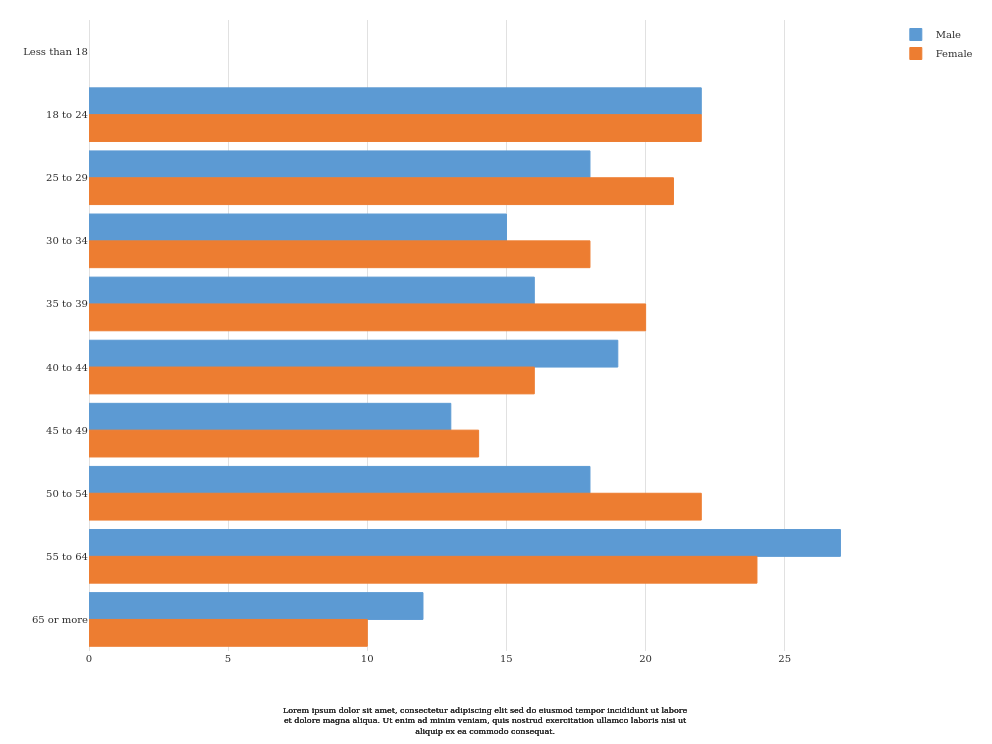 Less than 18
Male
Female
18 to 24
25 to 29
30 to 34
35 to 39
40 to 44
45 to 49
50 to 54
55 to 64
65 or more
0 5 10 15 20 25
Lorem ipsum dolor sit amet, consectetur adipiscing elit sed do eiusmod tempor incididunt ut labore
et dolore magna aliqua. Ut enim ad minim veniam, quis nostrud exercitation ullamco laboris nisi ut
aliquip ex ea commodo consequat.